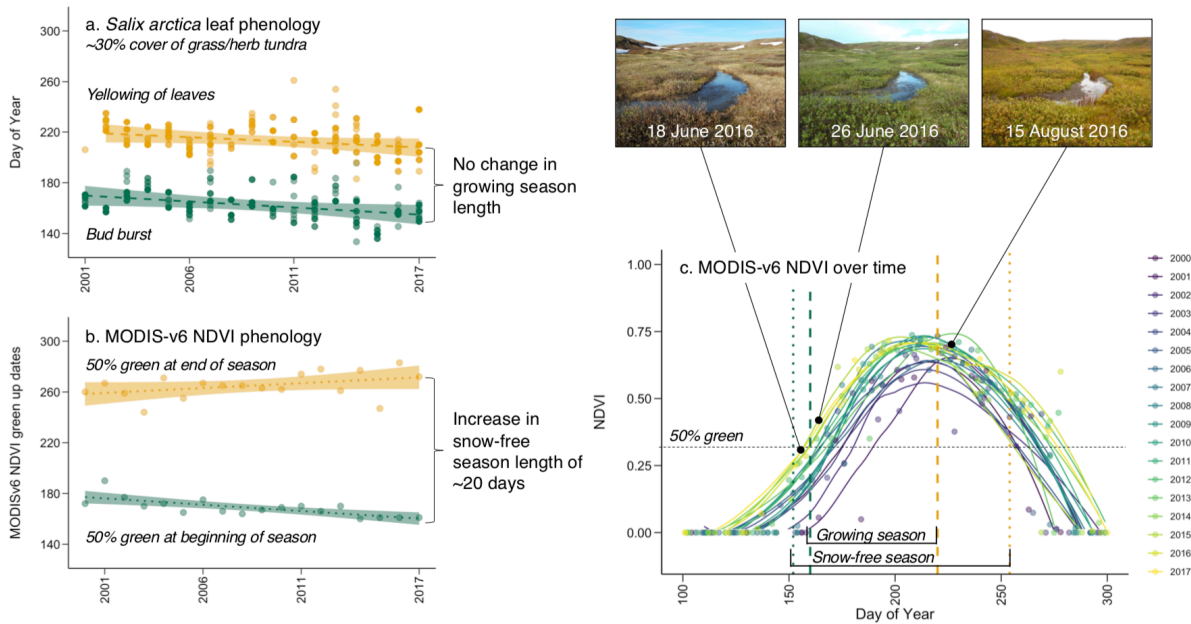 a. Salix arctica leaf phenology
~30% cover of grass/herb tundra
Day of Year
300
260
220
180
140
Yellowing of leaves
Bud burst
2001
2006
2011
2017
No change in
growing season
length
b. MODIS-v6 NDVI phenology
50% green at end of season
MODISv6 NDVI green up dates
300
260
220
180
140
50% green at beginning of season
2001
2006
2011
2017
Increase in
snow-free
season length of
~20 days
18 June 2016
26 June 2016
15 August 2016
c. MODIS-v6 NDVI over time
NDVI
1.00
0.75
0.50
0.25
0.00
50% green
Growing season
Snow-free season
100
150
200
250
300
Day of Year
2000
2001
2002
2003
2004
2005
2006
2007
2008
2009
2010
2011
2012
2013
2014
2015
2016
2017